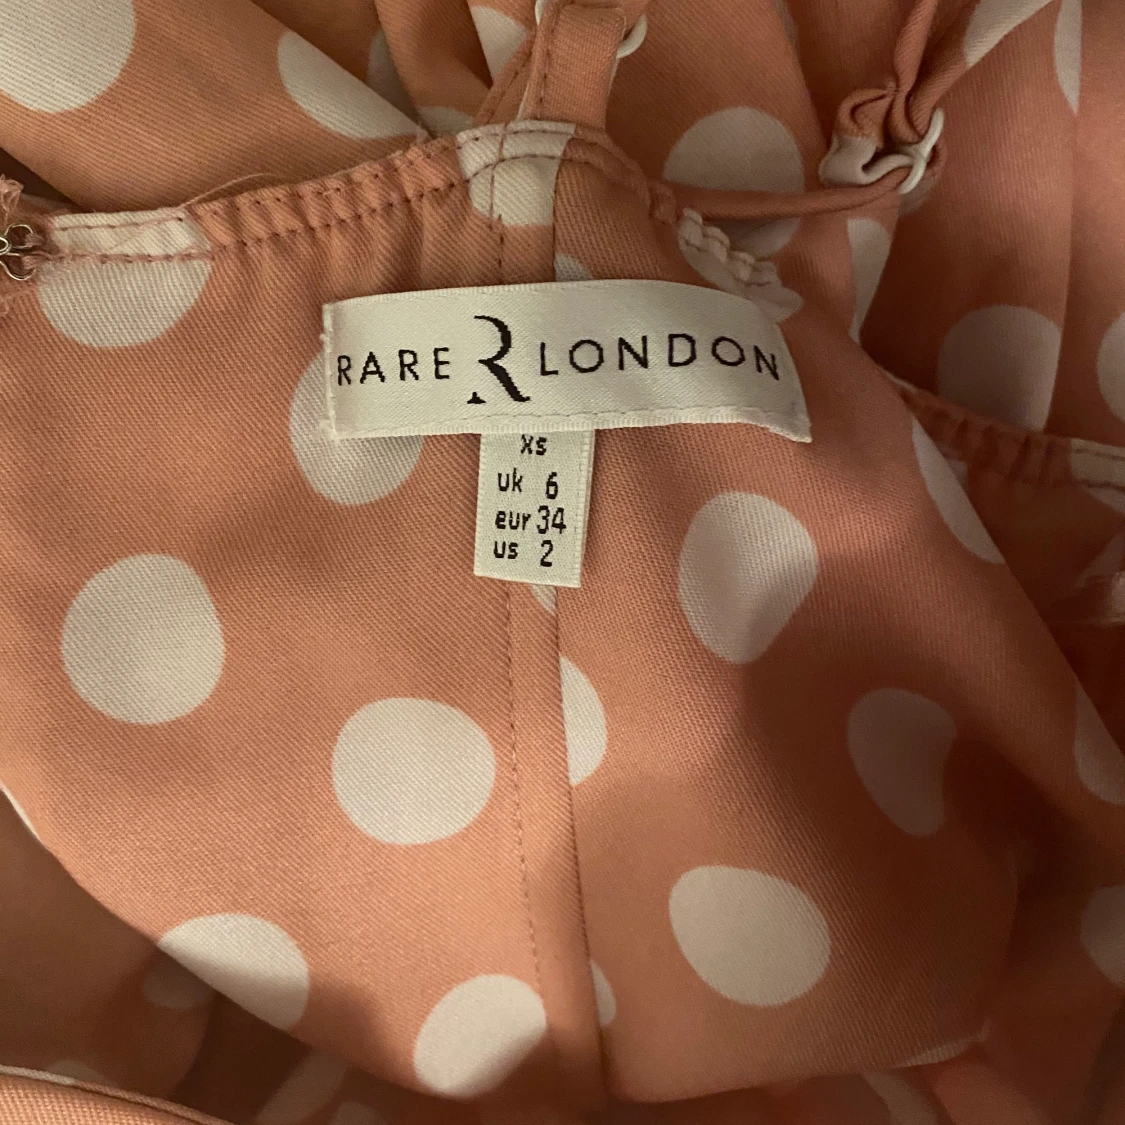 RARE R LONDON
xs
uk 6
eur 34
us 2